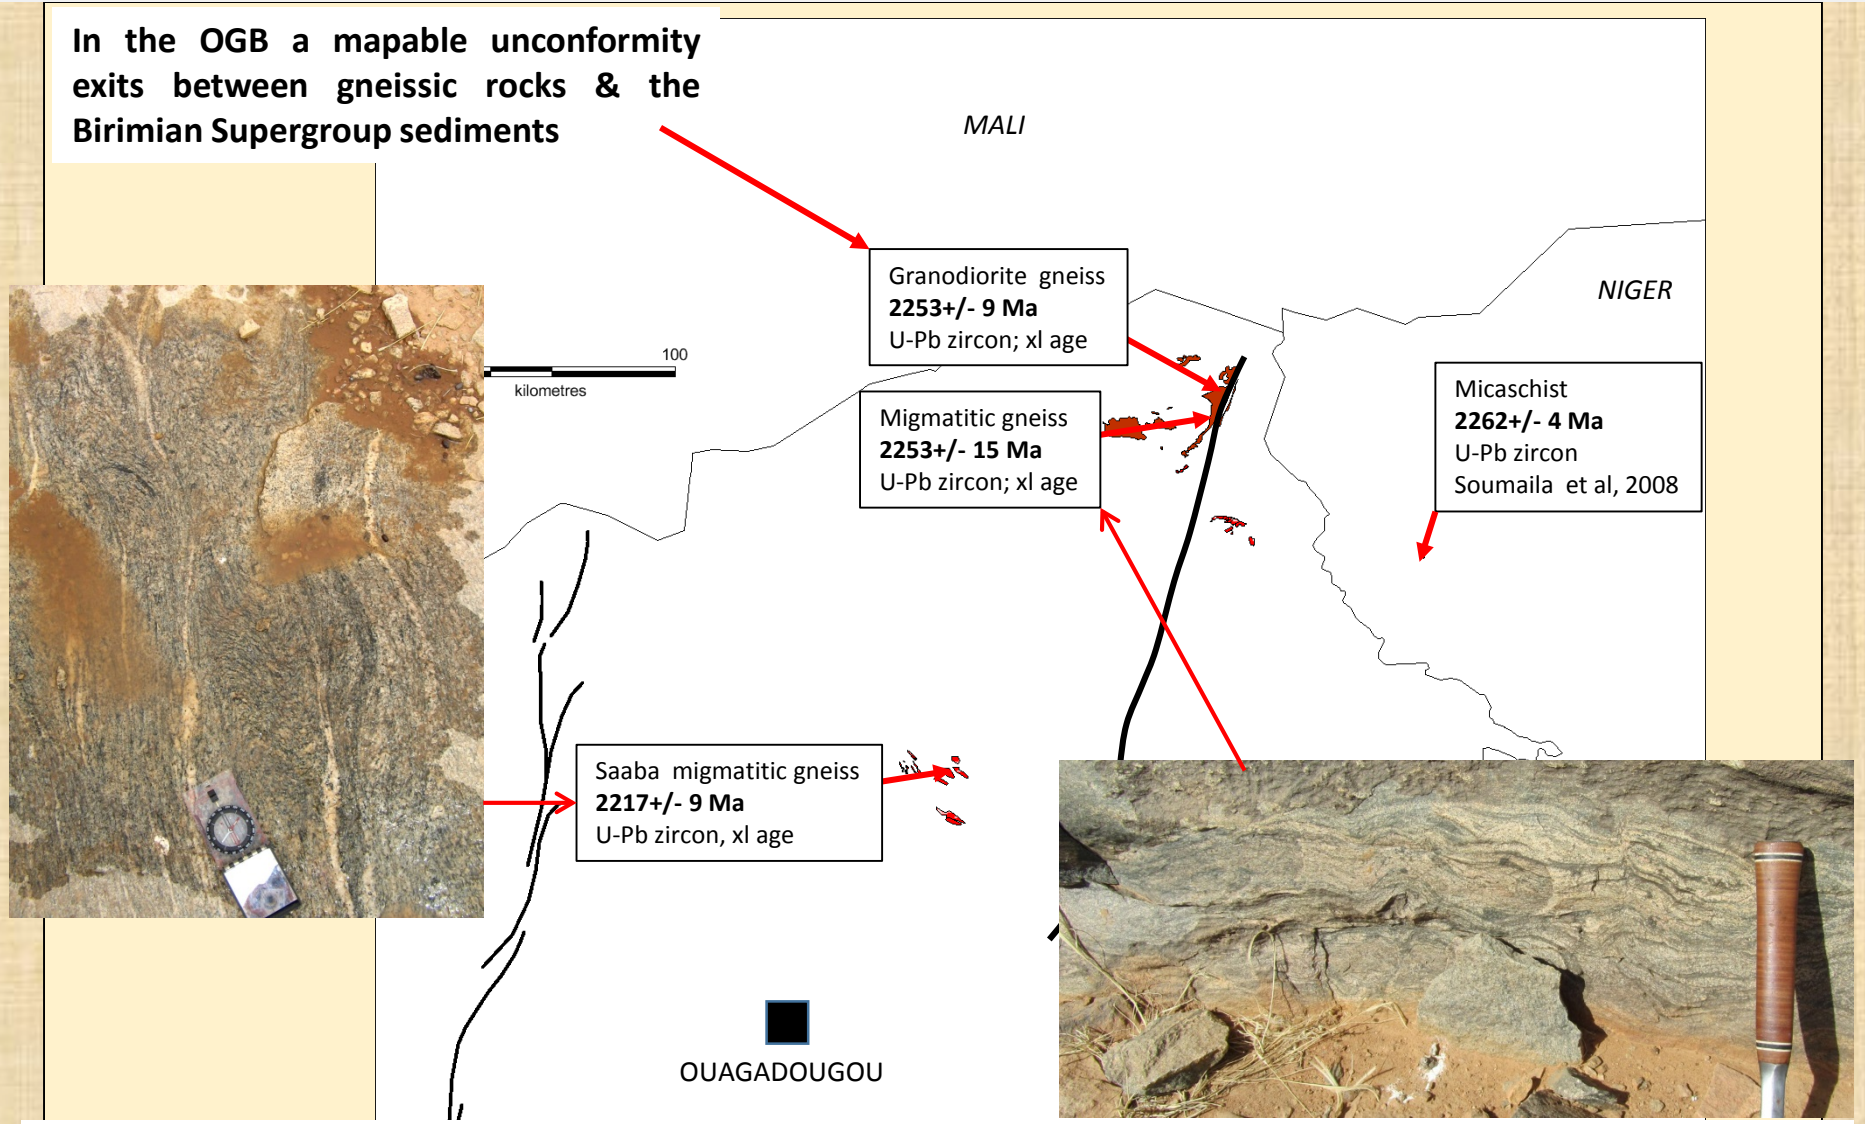 In the OGB a mapable unconformity
exits between gneissic rocks & the
Birimian Supergroup sediments
MALI
Granodiorite gneiss
2253+/- 9 Ma
U-Pb zircon; xl age
NIGER
100
kilometres
Micaschist
2262+/- 4 Ma
U-Pb zircon
Soumaila et al, 2008
Migmatitic gneiss
2253+/- 15 Ma
U-Pb zircon; xl age
Saaba migmatitic gneiss
2217+/- 9 Ma
U-Pb zircon, xl age
OUAGADOUGOU